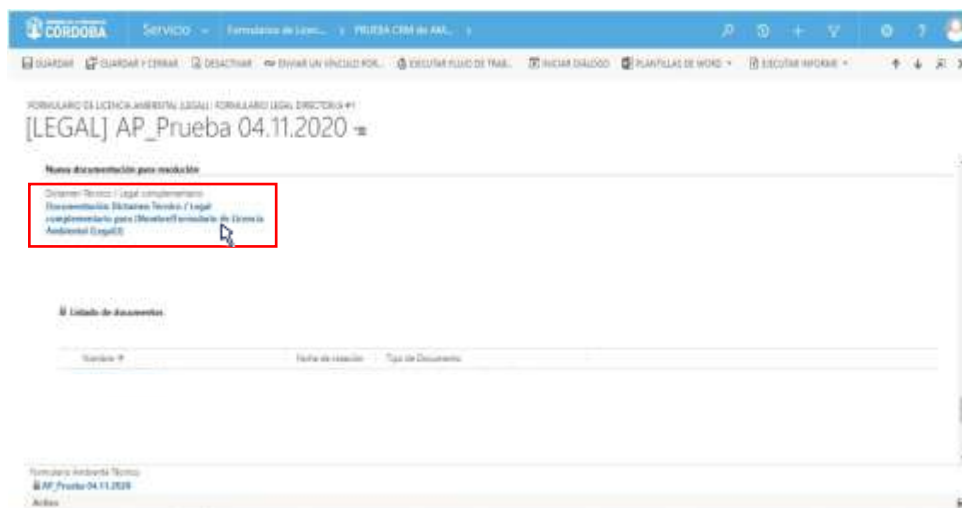 CÓRDOBA
Servicio
Formularios de Licenc...
PRUEBA CRM de AM...
GUARDAR
GUARDAR Y CERRAR
DESACTIVAR
ENVIAR UN VÍNCULO POR...
EJECUTAR FLUJO DE TRAB...
INICIAR DIÁLOGO
PLANTILLAS DE WORD
EJECUTAR INFORME
FORMULARIO DE LICENCIA AMBIENTAL (LEGAL): FORMULARIO LEGAL DIRECTOR/A
[LEGAL] AP_Prueba 04.11.2020
Nueva documentación para resolución
Dictamen Técnico / Legal complementario
Documentación Dictamen Técnico / Legal
complementario para (Nombre(Formulario de Licencia
Ambiental (Legal)))
Listado de documentos
Nombre
Fecha de creación
Tipo de Documento
Formulario Ambiente Técnico
AP_Prueba 04.11.2020
Activo